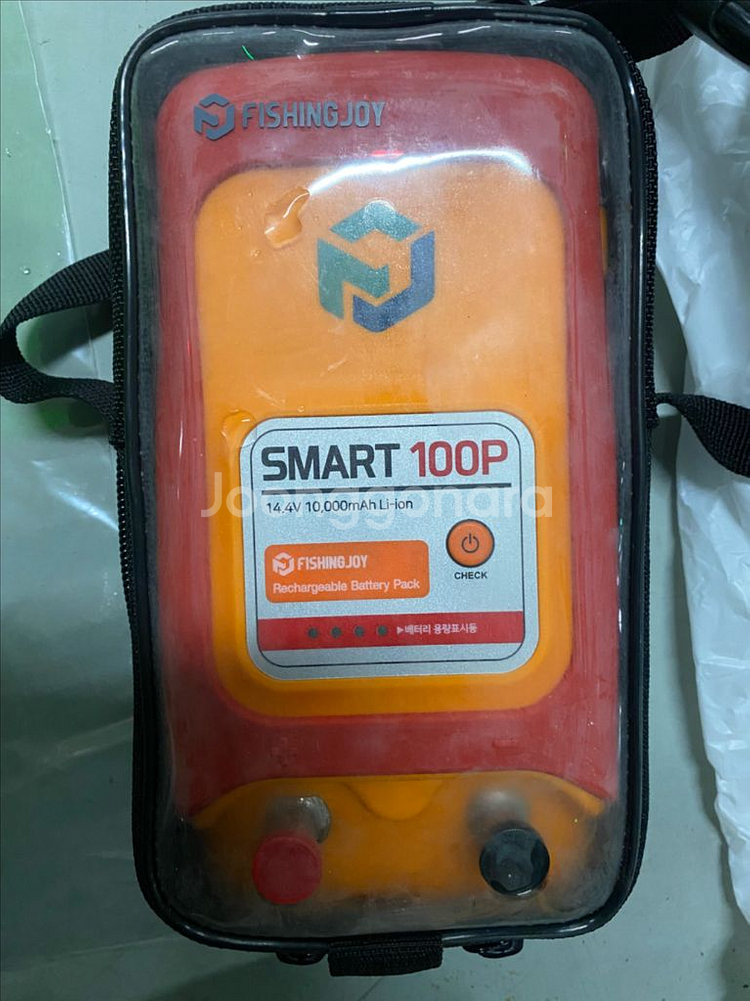 FISHINGJOY
SMART 100P
Joonggonara
14.4V 10,000mAh Li-ion
FISHINGJOY
Rechargeable Battery Pack
CHECK
▶배터리 용량표시등